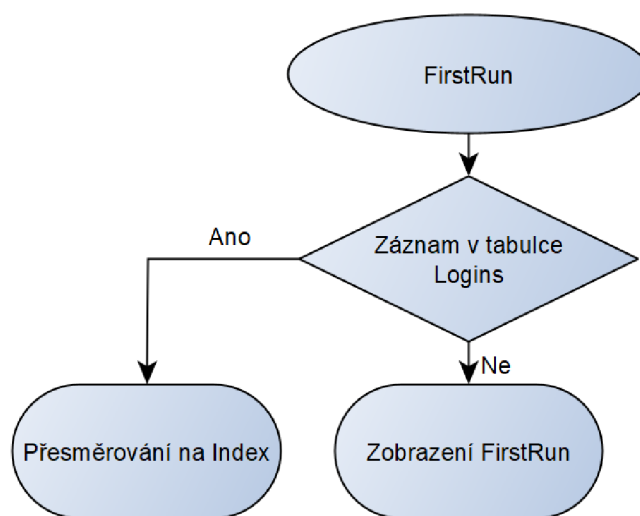 FirstRun
Záznam v tabulce
Logins
Ano
Ne
Přesměrování na Index
Zobrazení FirstRun